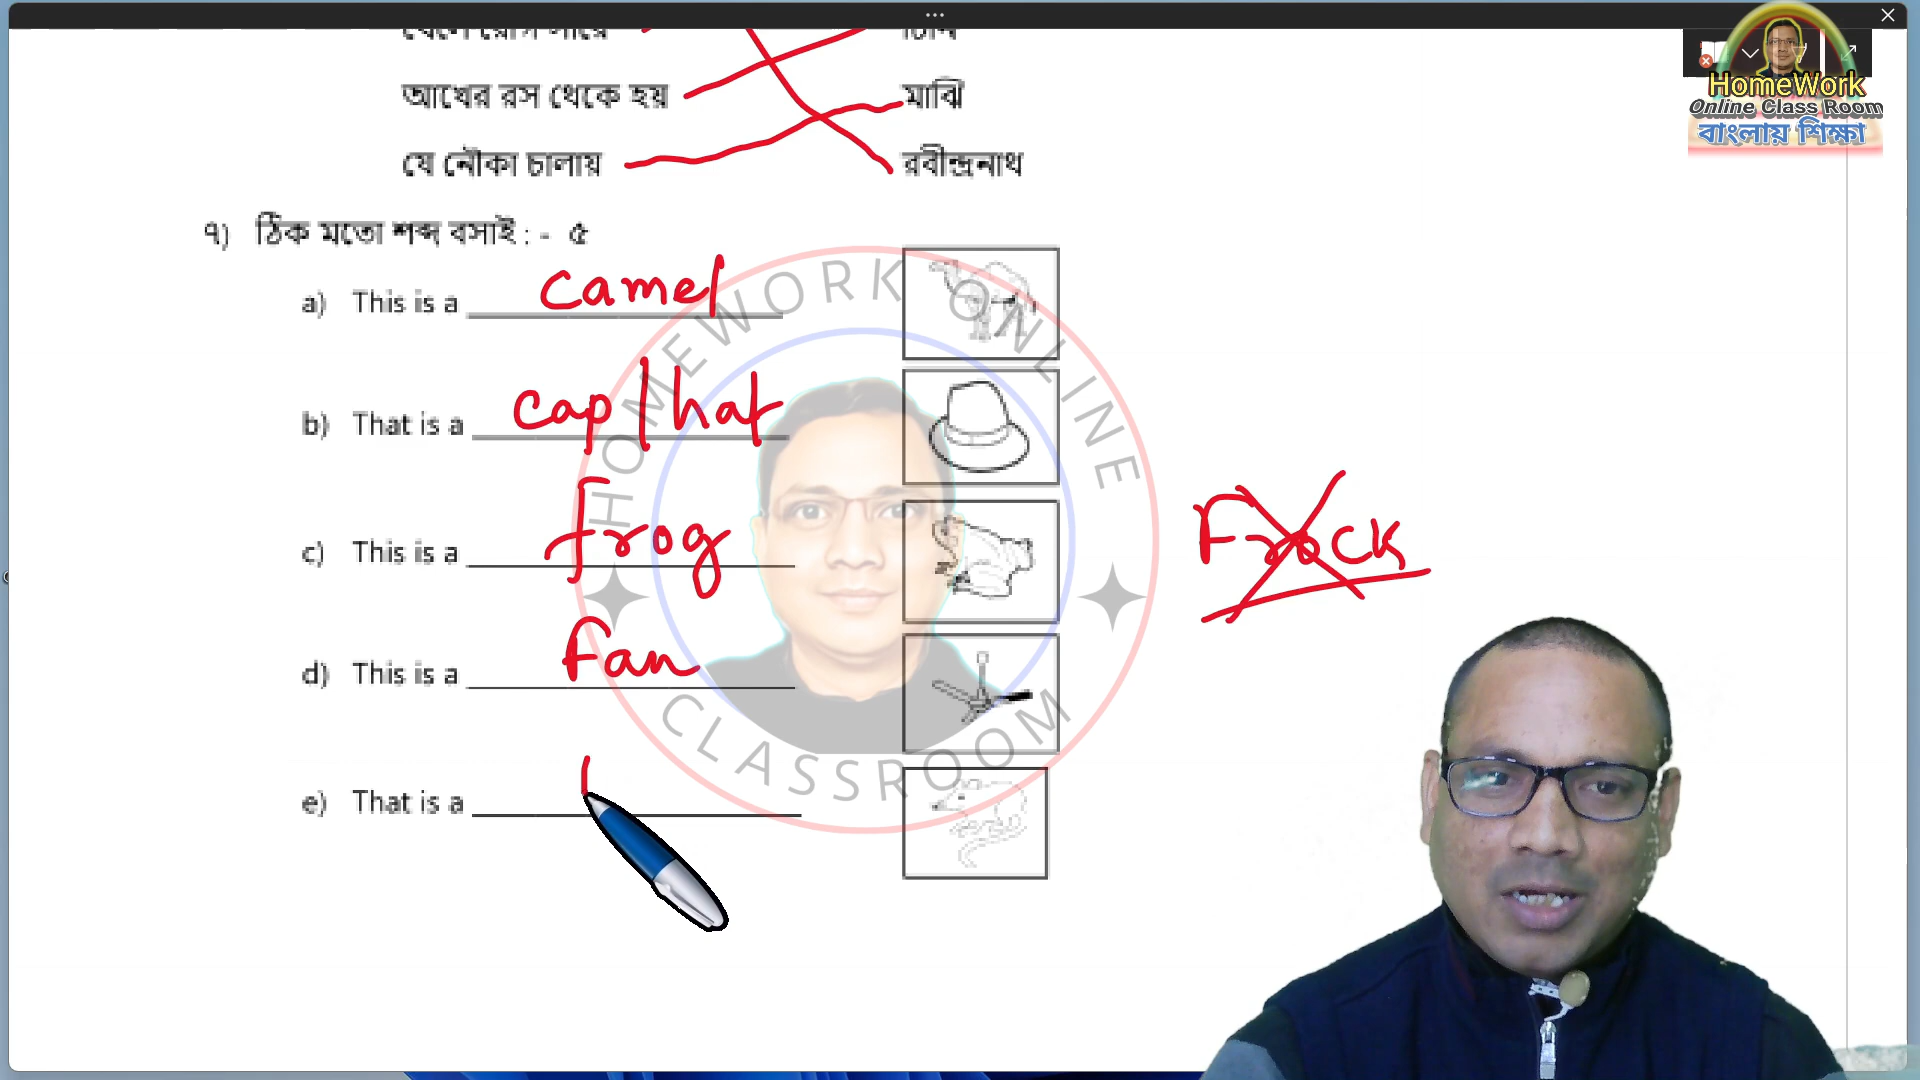 HomeWork
Online Class Room
বাংলায় শিক্ষা
আখের রস থেকে হয় মাঝি
যে নৌকা চালায় রবীন্দ্রনাথ
৭) ঠিক মতো শব্দ বসাই : - ৫
a) This is a camel
b) That is a cap/hat
c) This is a frog
Frock
d) This is a fan
e) That is a
HOMEWORK ONLINE
CLASSROOM